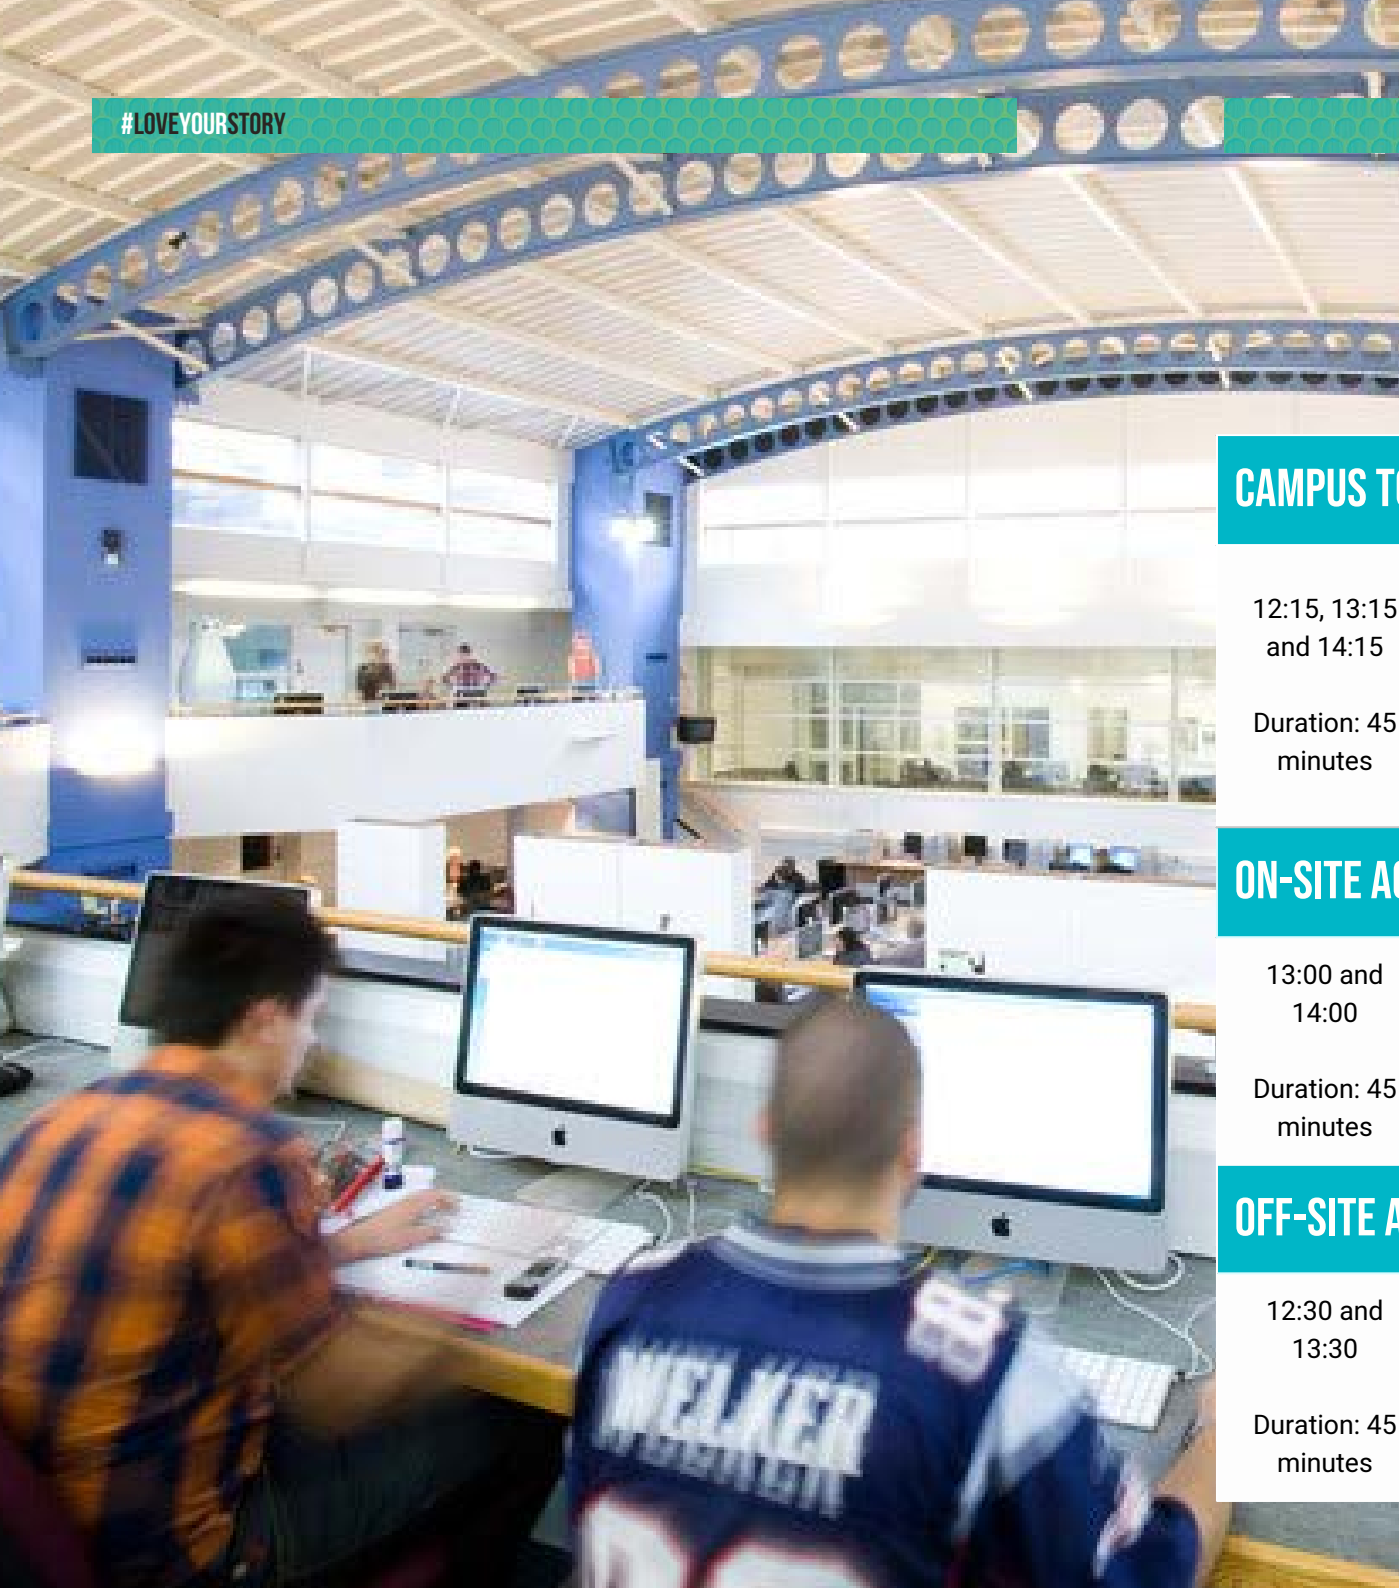 #LOVEYOURSTORY
CAMPUS
12:15, 13:15
and 14:15
Duration: 45
minutes
ON-SITE
13:00 and
14:00
Duration: 45
minutes
OFF-SITE
12:30 and
13:30
Duration: 45
minutes
WELKER